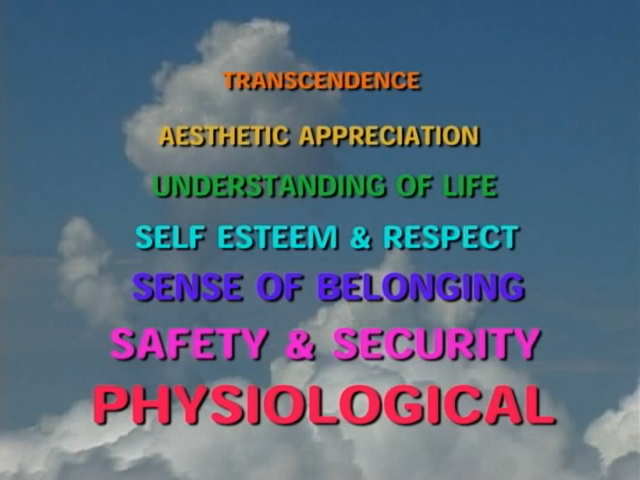 TRANSCENDENCE
AESTHETIC APPRECIATION
UNDERSTANDING OF LIFE
SELF ESTEEM & RESPECT
SENSE OF BELONGING
SAFETY & SECURITY
PHYSIOLOGICAL